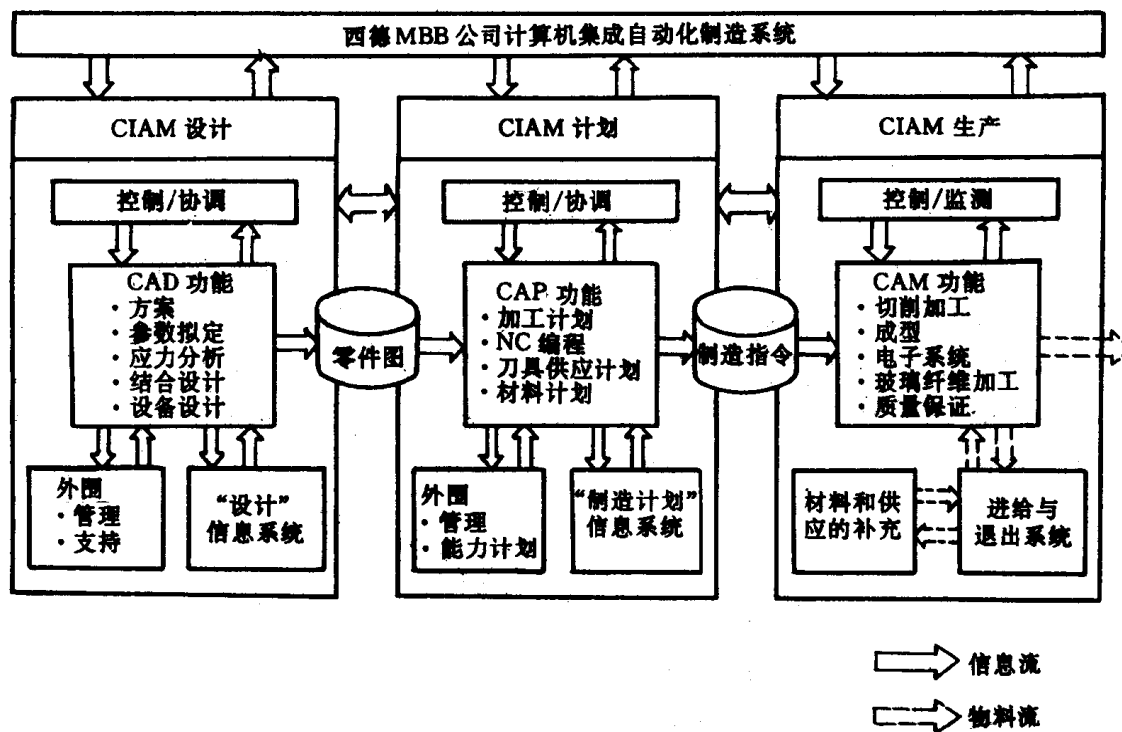 西德MBB公司计算机集成自动化制造系统
CIAM 设计
CIAM 计划
CIAM 生产
控制/协调
控制/协调
控制/监测
CAD 功能
· 方案
· 参数拟定
· 应力分析
· 结合设计
· 设备设计
零件图
CAP 功能
· 加工计划
· NC 编程
· 刀具供应计划
· 材料计划
制造指令
CAM 功能
· 切削加工
· 成型
· 电子系统
· 玻璃纤维加工
· 质量保证
外围
· 管理
· 支持
“设计”
信息系统
外围
· 管理
· 能力计划
“制造计划”
信息系统
材料和供
应的补充
进给与
退出系统
信息流
物料流